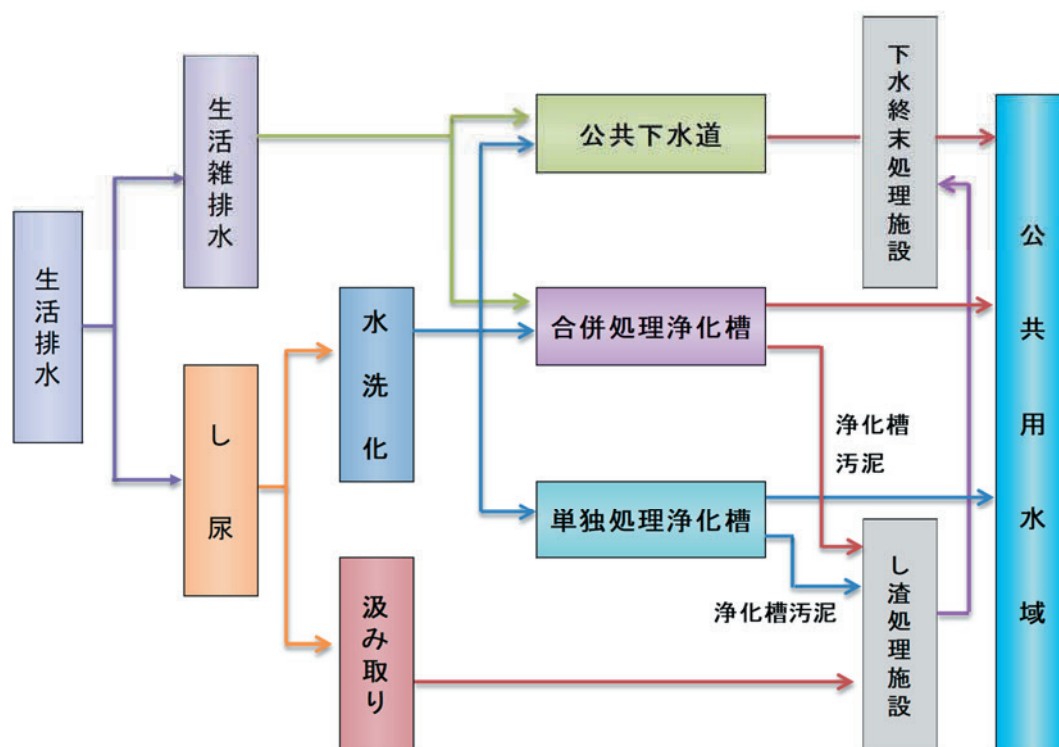 生活排水
生活雑排水
し尿
水洗化
汲み取り
公共下水道
合併処理浄化槽
単独処理浄化槽
浄化槽
汚泥
浄化槽汚泥
下水終末処理施設
し渣処理施設
公共用水域